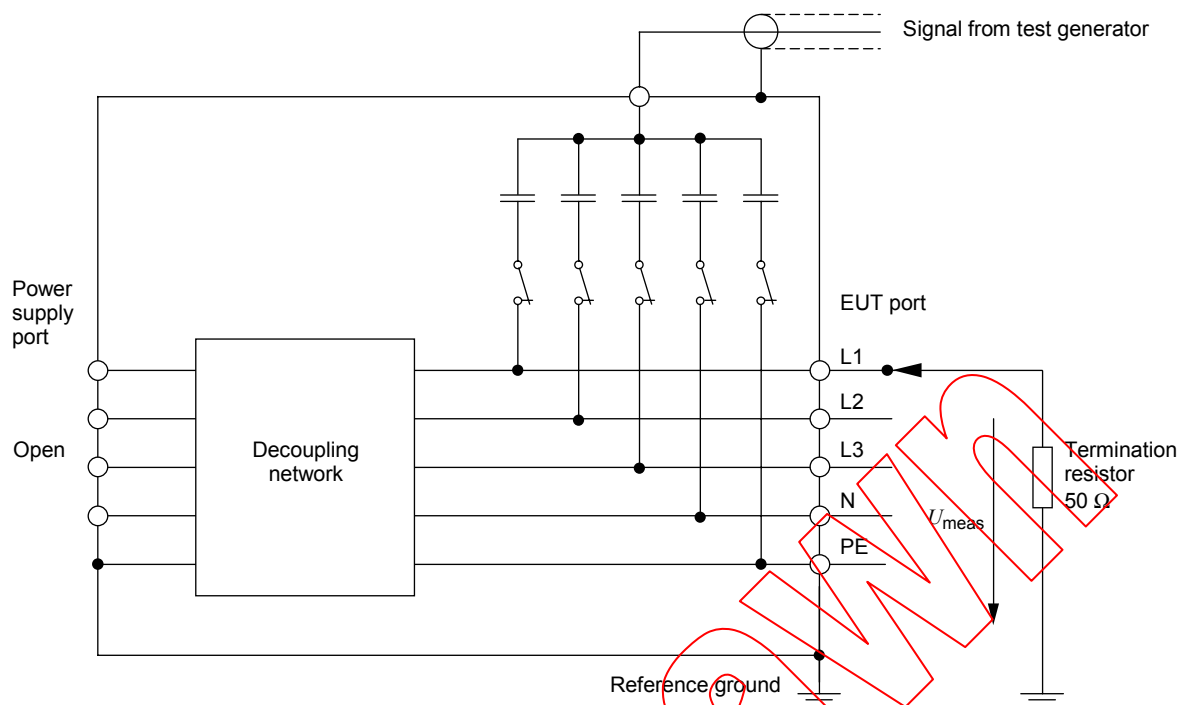 Signal from test generator
Power
supply
port
EUT port
L1
L2
Open
Decoupling
network
L3
Termination
resistor
50 Ω
N
Umeas
PE
Reference ground